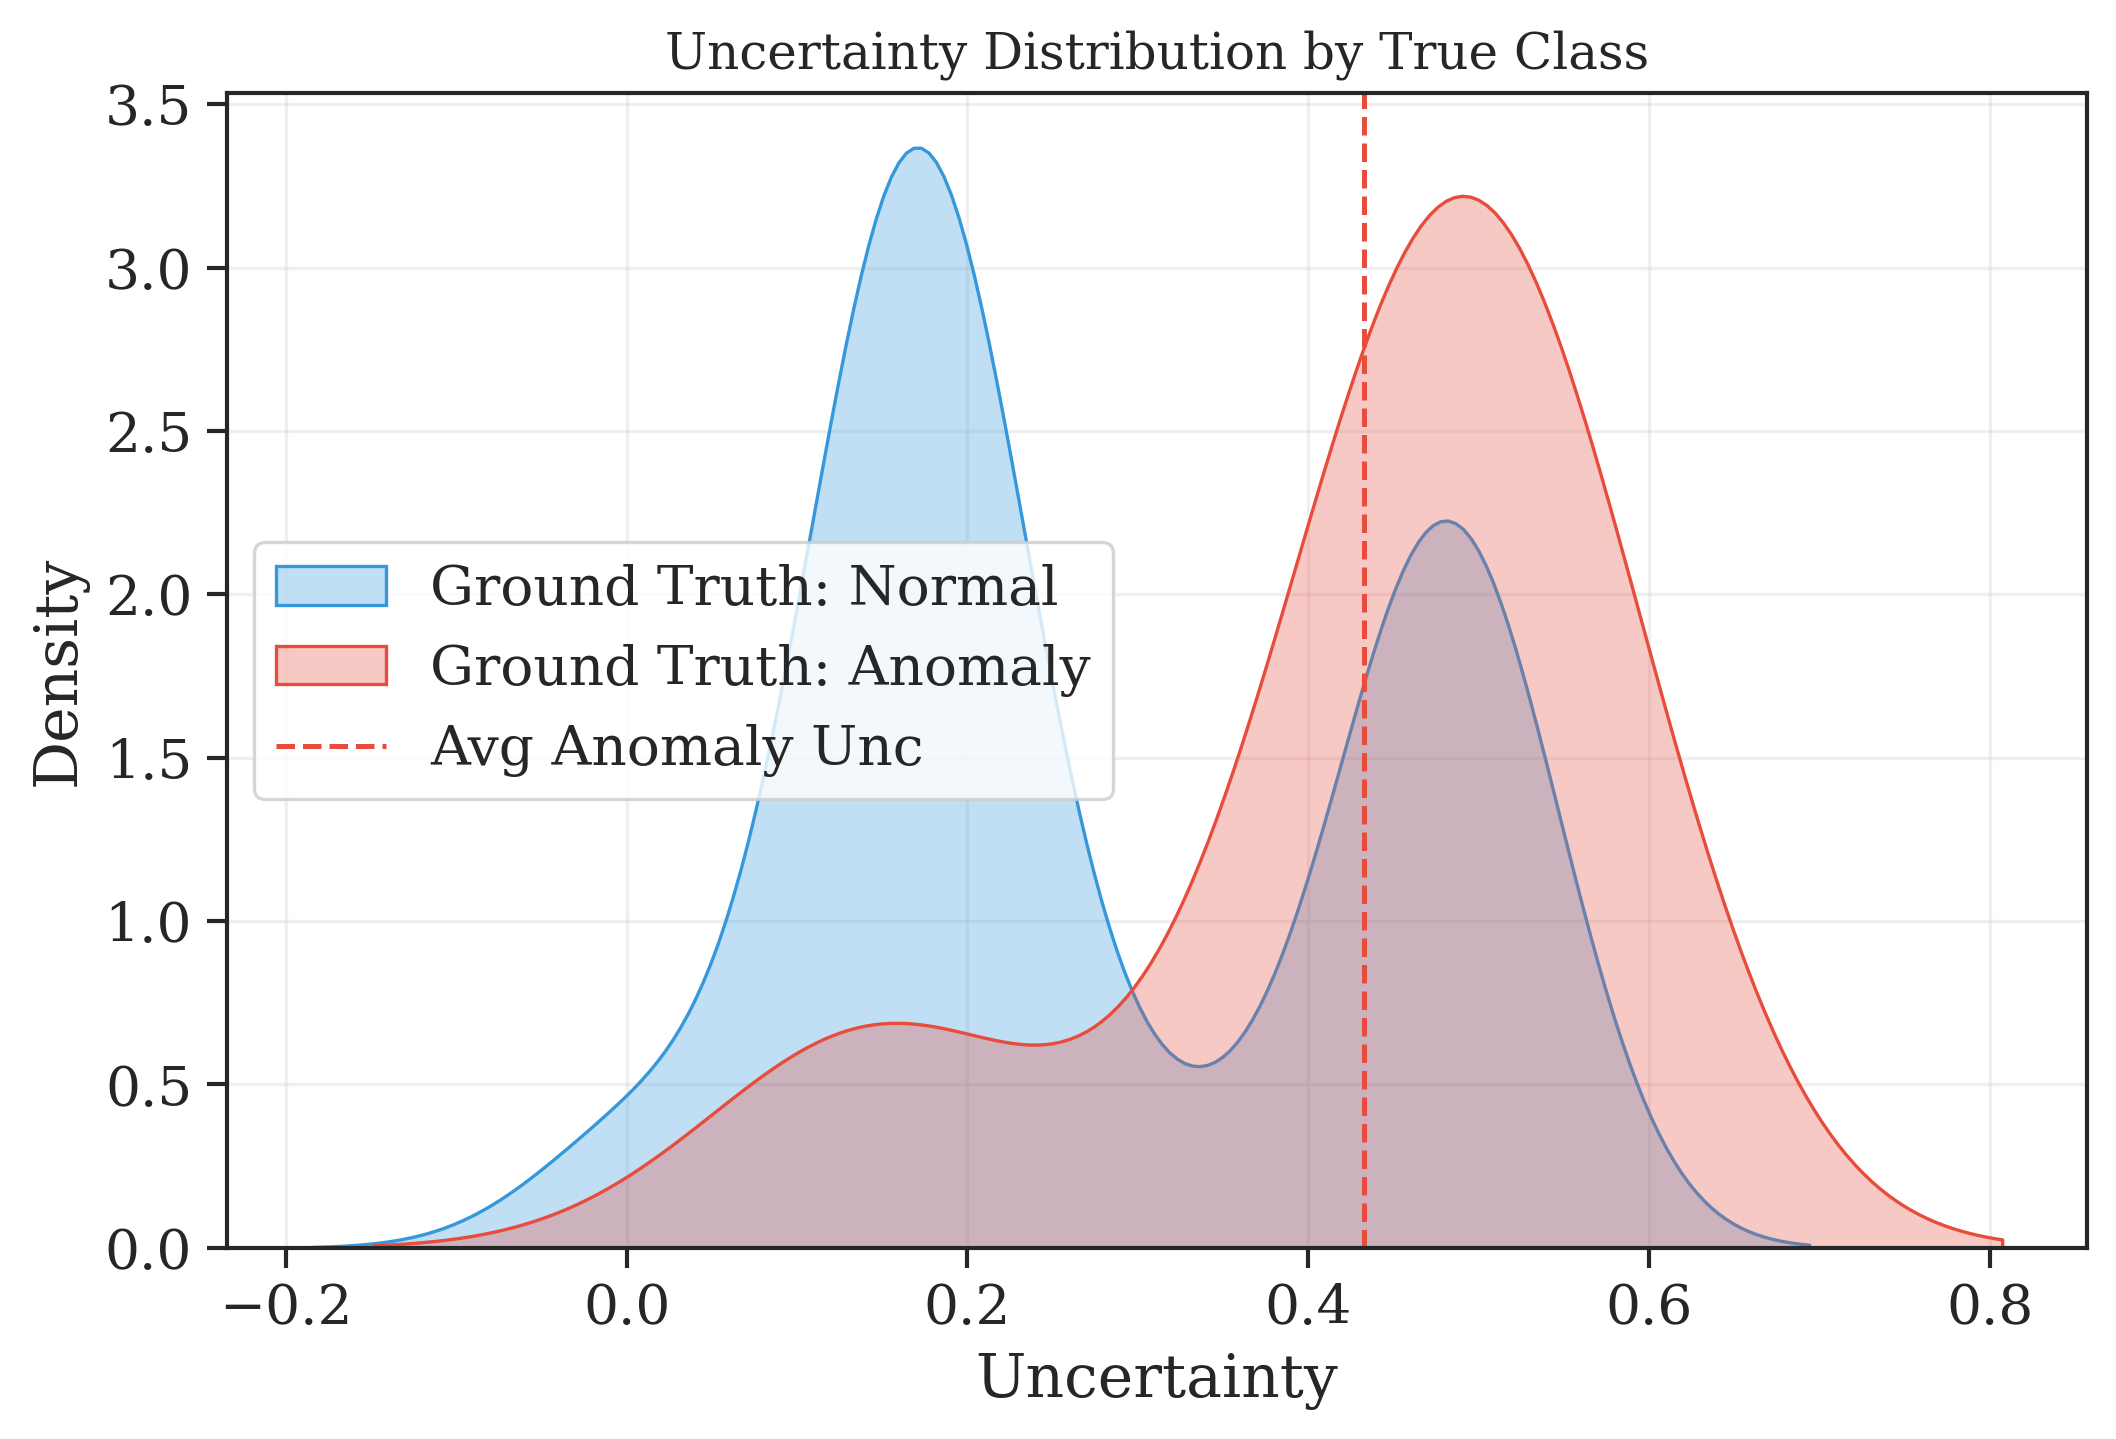 Uncertainty Distribution by True Class
3.5
3.0
2.5
2.0
1.5
1.0
0.5
0.0
Density
Ground Truth: Normal
Ground Truth: Anomaly
Avg Anomaly Unc
−0.2 0.0 0.2 0.4 0.6 0.8
Uncertainty